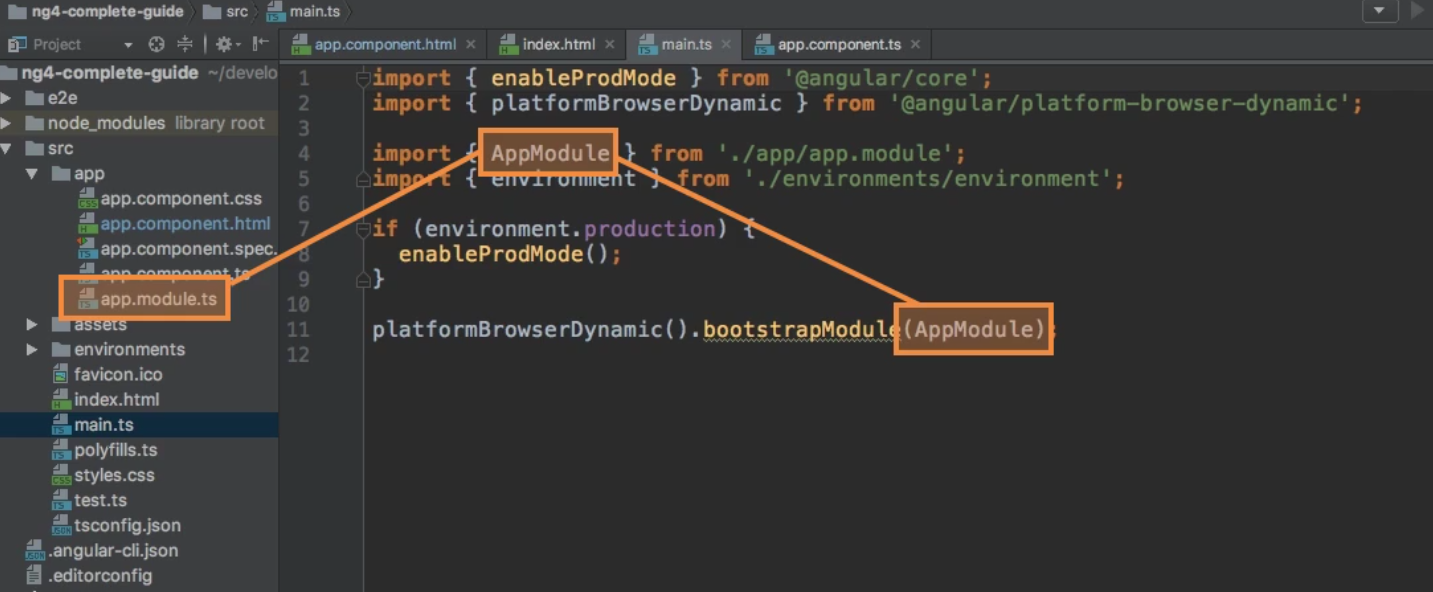 ng4-complete-guide src main.ts
Project
app.component.html index.html main.ts app.component.ts
ng4-complete-guide ~/develo
e2e
node_modules library root
src
app
app.component.css
app.component.html
app.component.spec.
app.component.ts
app.module.ts
assets
environments
favicon.ico
index.html
main.ts
polyfills.ts
styles.css
test.ts
tsconfig.json
.angular-cli.json
.editorconfig
1 import { enableProdMode } from '@angular/core';
2 import { platformBrowserDynamic } from '@angular/platform-browser-dynamic';
3
4 import { AppModule } from './app/app.module';
5 import { environment } from './environments/environment';
6
7 if (environment.production) {
8 enableProdMode();
9 }
10
11 platformBrowserDynamic().bootstrapModule(AppModule);
12